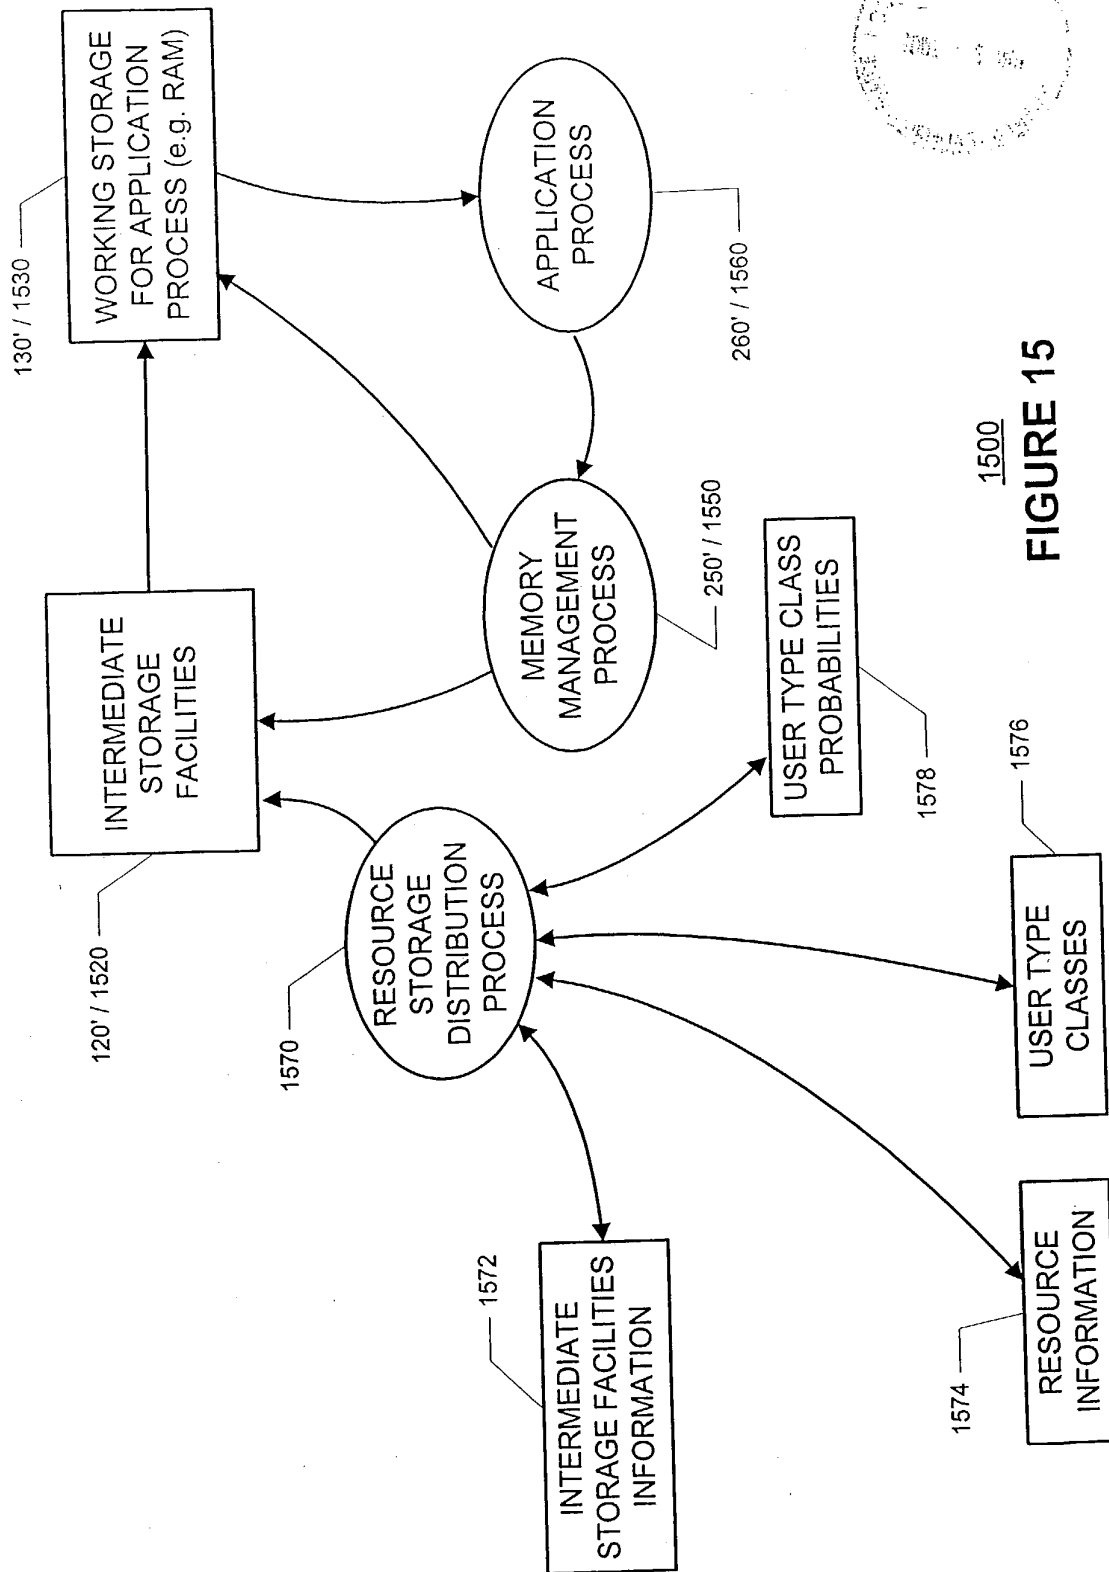 130' / 1530
WORKING STORAGE
FOR APPLICATION
PROCESS (e.g. RAM)
120' / 1520
INTERMEDIATE
STORAGE
FACILITIES
APPLICATION
PROCESS
260' / 1560
MEMORY
MANAGEMENT
PROCESS
250' / 1550
1570
RESOURCE
STORAGE
DISTRIBUTION
PROCESS
USER TYPE CLASS
PROBABILITIES
1578
1572
INTERMEDIATE
STORAGE FACILITIES
INFORMATION
1576
USER TYPE
CLASSES
1574
RESOURCE
INFORMATION
1500
FIGURE 15